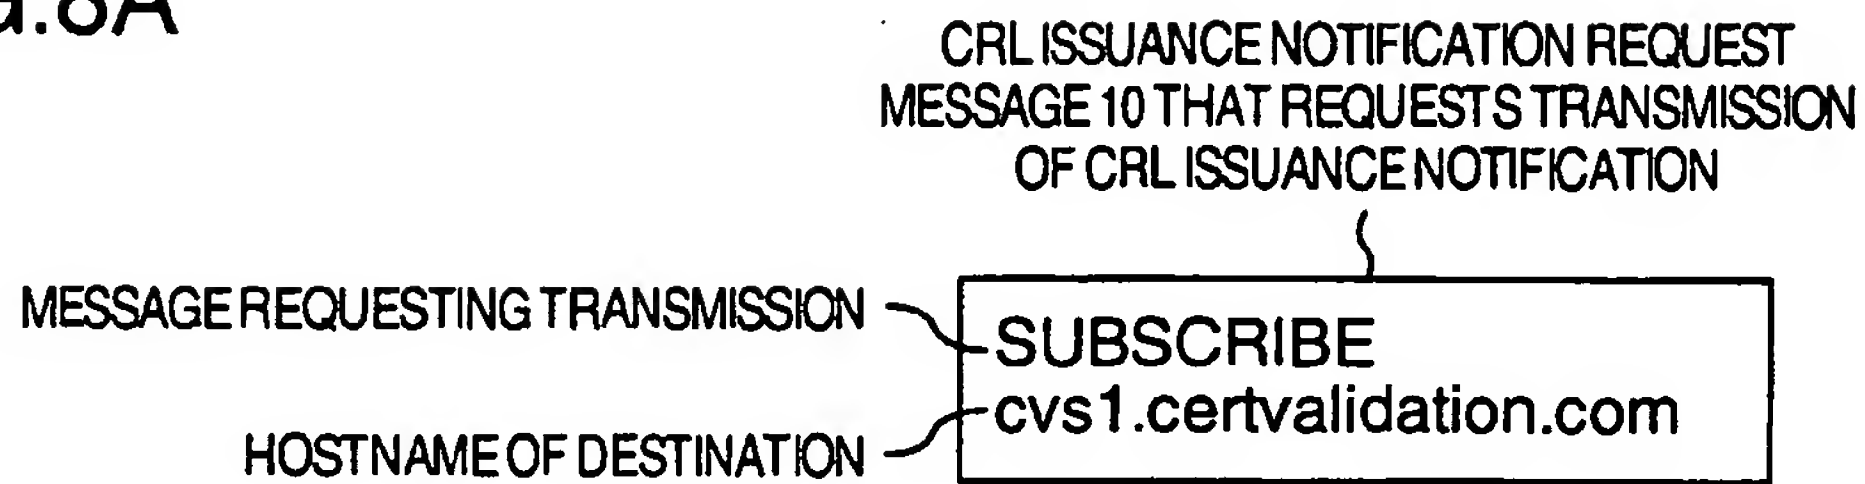 G.8A
CRL ISSUANCE NOTIFICATION REQUEST
MESSAGE 10 THAT REQUESTS TRANSMISSION
OF CRL ISSUANCE NOTIFICATION
MESSAGE REQUESTING TRANSMISSION
SUBSCRIBE
cvs1.certvalidation.com
HOSTNAME OF DESTINATION